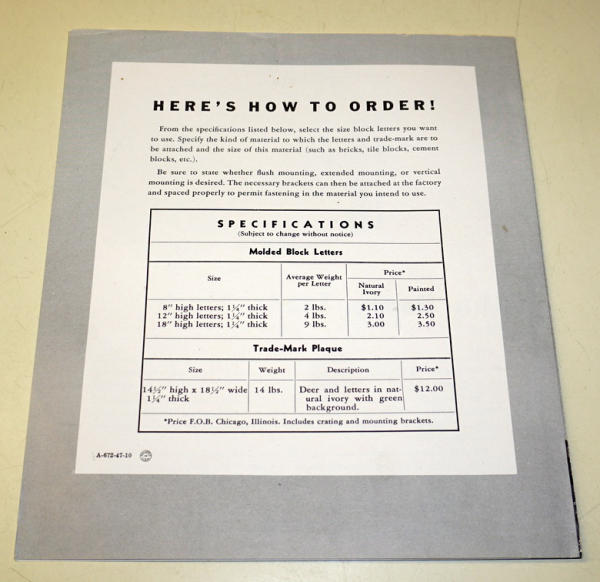 HERE'S HOW TO ORDER!
From the specifications listed below, select the size block letters you want
to use. Specify the kind of material to which the letters and trade-mark are to
be attached and the size of this material (such as bricks, tile blocks, cement
blocks, etc.).
Be sure to state whether flush mounting, extended mounting, or vertical
mounting is desired. The necessary brackets can then be attached at the factory
and spaced properly to permit fastening in the material you intend to use.
SPECIFICATIONS
(Subject to change without notice)
Molded Block Letters
Size Average Weight per Letter Price*
Natural Ivory Painted
8" high letters; 1¼" thick 2 lbs. $1.10 $1.30
12" high letters; 1¼" thick 4 lbs. 2.10 2.50
18" high letters; 1¼" thick 9 lbs. 3.00 3.50
Trade-Mark Plaque
Size Weight Description Price*
14½" high x 18½" wide 14 lbs. Deer and letters in nat- $12.00
1¼" thick ural ivory with green
background.
*Price F.O.B. Chicago, Illinois. Includes crating and mounting brackets.
A-672-47-10